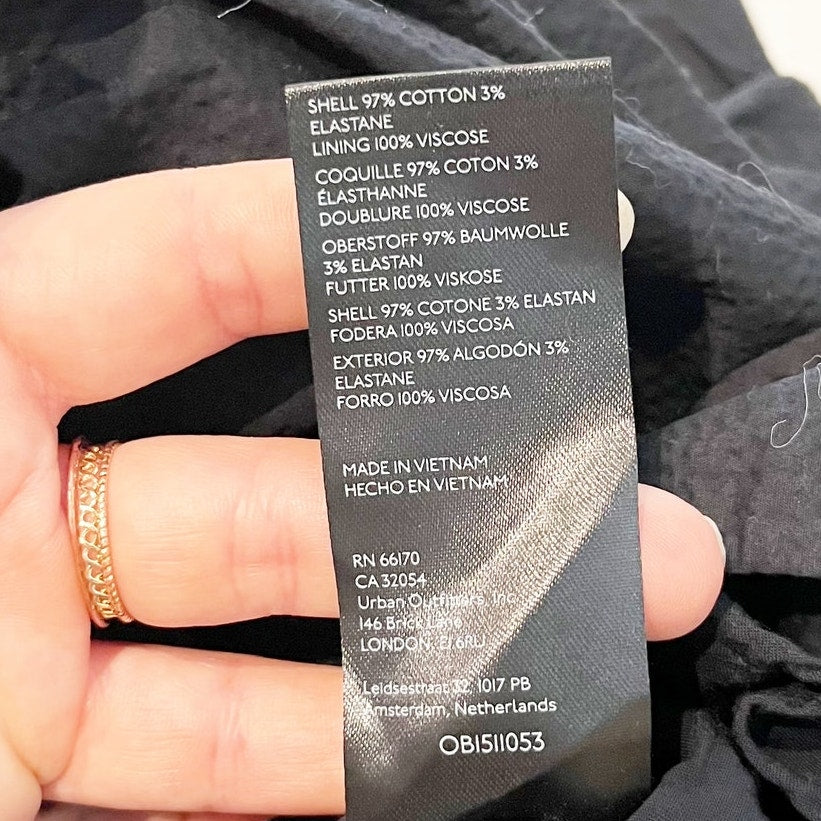 SHELL 97% COTTON 3%
ELASTANE
LINING 100% VISCOSE
COQUILLE 97% COTON 3%
ÉLASTHANNE
DOUBLURE 100% VISCOSE
OBERSTOFF 97% BAUMWOLLE
3% ELASTAN
FUTTER 100% VISKOSE
SHELL 97% COTONE 3% ELASTAN
FODERA 100% VISCOSA
EXTERIOR 97% ALGODÓN 3%
ELASTANE
FORRO 100% VISCOSA
MADE IN VIETNAM
HECHO EN VIETNAM
RN 66170
CA 32054
Urban Outfitters, Inc.
146 Brick Lane
LONDON, E1 6RU
Leidsestraat 32, 1017 PB
Amsterdam, Netherlands
OB1511053